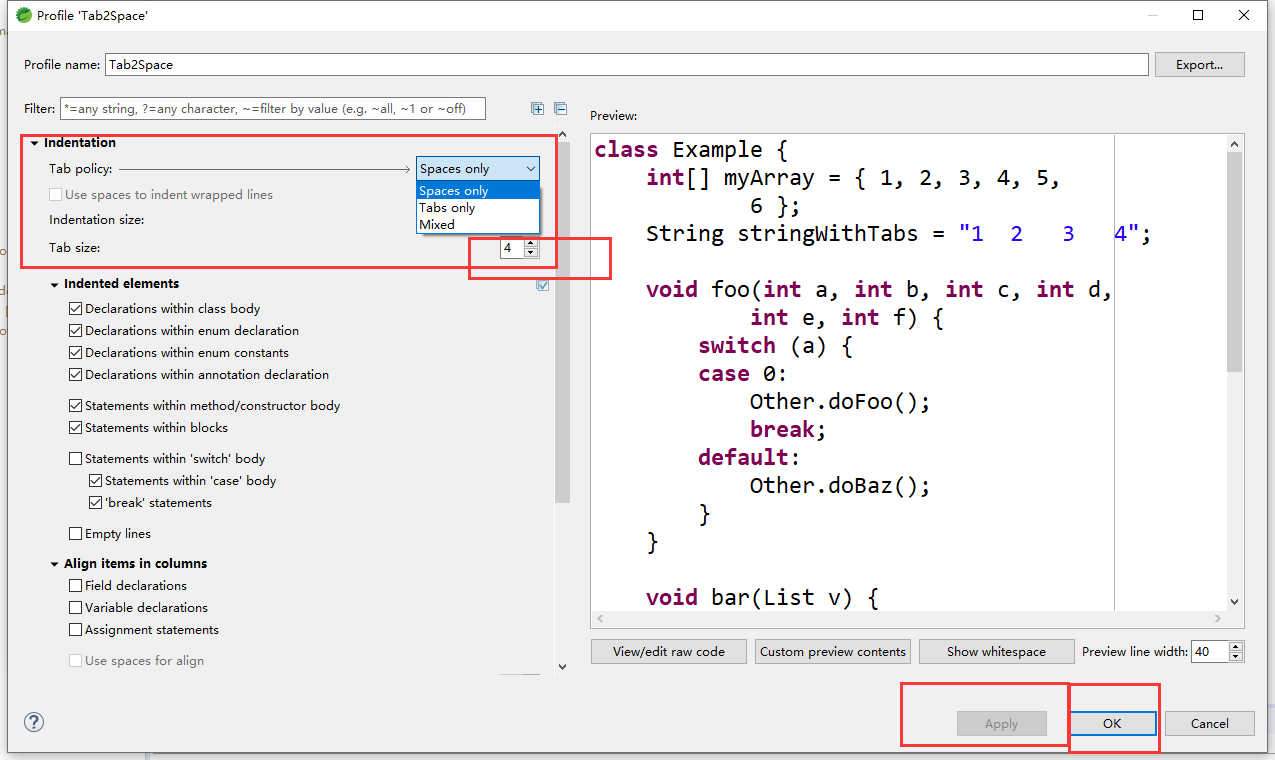 Profile 'Tab2Space'
Profile name: Tab2Space Export...
Filter: *=any string, ?=any character, ~=filter by value (e.g. ~all, ~1 or ~off)
Indentation
Tab policy: Spaces only
Spaces only
Tabs only
Mixed
Use spaces to indent wrapped lines
Indentation size:
Tab size: 4
Indented elements
Declarations within class body
Declarations within enum declaration
Declarations within enum constants
Declarations within annotation declaration
Statements within method/constructor body
Statements within blocks
Statements within 'switch' body
Statements within 'case' body
'break' statements
Empty lines
Align items in columns
Field declarations
Variable declarations
Assignment statements
Use spaces for align
Preview:
class Example {
    int[] myArray = { 1, 2, 3, 4, 5,
            6 };
    String stringWithTabs = "1  2   3   4";

    void foo(int a, int b, int c, int d,
            int e, int f) {
        switch (a) {
        case 0:
            Other.doFoo();
            break;
        default:
            Other.doBaz();
        }
    }

    void bar(List v) {
View/edit raw code Custom preview contents Show whitespace Preview line width: 40
? Apply OK Cancel